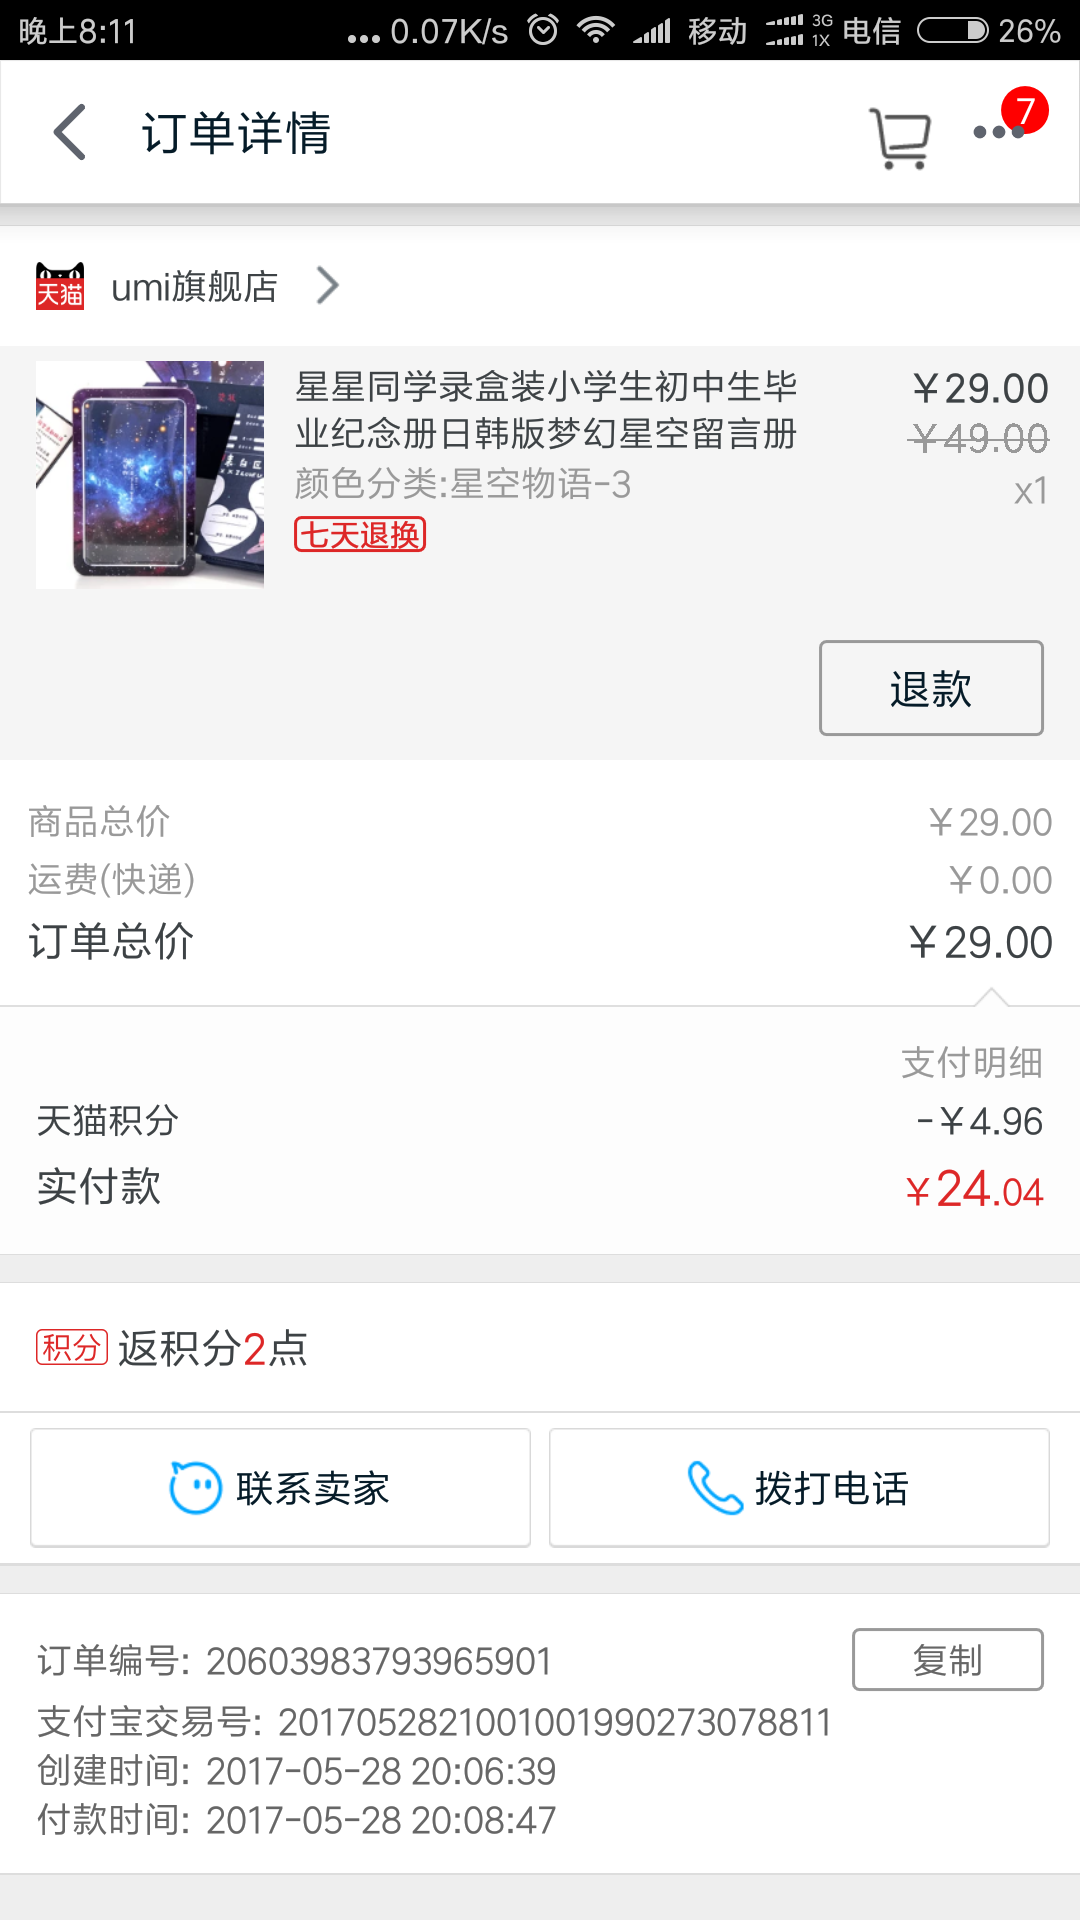 晚上8:11 ... 0.07K/s 移动 3G 1X 电信 26%
订单详情 7
天猫 umi旗舰店
星星同学录盒装小学生初中生毕 ￥29.00
业纪念册日韩版梦幻星空留言册 ￥49.00
颜色分类:星空物语-3 x1
七天退换
退款
商品总价 ￥29.00
运费(快递) ￥0.00
订单总价 ￥29.00
支付明细
天猫积分 -￥4.96
实付款 ￥24.04
积分 返积分2点
联系卖家 拨打电话
订单编号: 20603983793965901 复制
支付宝交易号: 2017052821001001990273078811
创建时间: 2017-05-28 20:06:39
付款时间: 2017-05-28 20:08:47